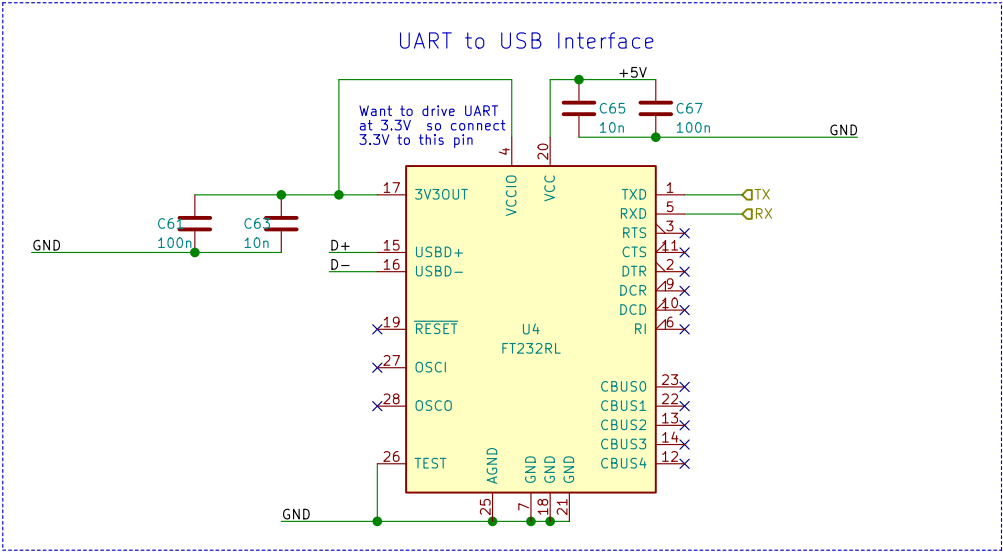 UART to USB Interface
+5V
Want to drive UART
at 3.3V so connect
3.3V to this pin
C65
10n
C67
100n
GND
4
20
VCCIO
VCC
17
3V3OUT
TXD
1
TX
RXD
5
RX
C61
100n
C63
10n
RTS
3
GND
D+
15
USBD+
CTS
11
D-
16
USBD-
DTR
2
DCR
9
DCD
10
19
RESET
U4
RI
6
FT232RL
27
OSCI
CBUS0
23
28
OSCO
CBUS1
22
CBUS2
13
CBUS3
14
26
TEST
CBUS4
12
AGND
GND
GND
GND
25
7
18
21
GND